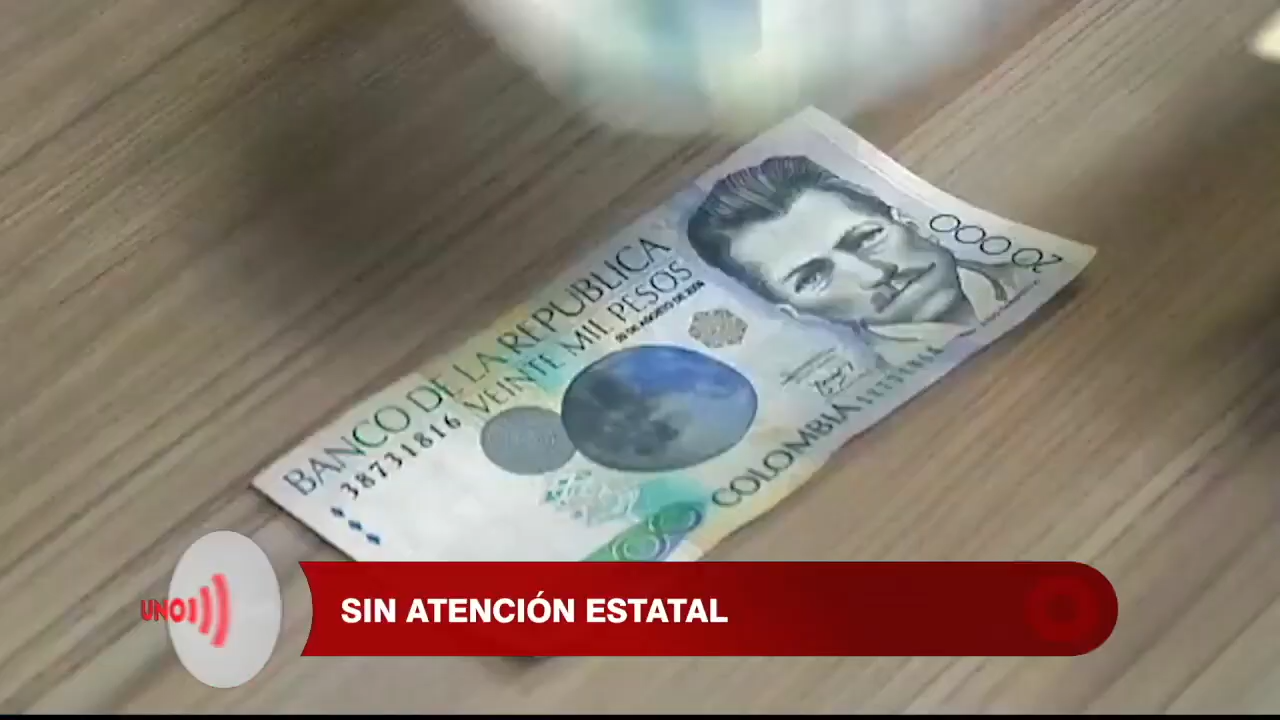 20000
BANCO DE LA REPUBLICA
VEINTE MIL PESOS
38731816
COLOMBIA
UNO
SIN ATENCIÓN ESTATAL